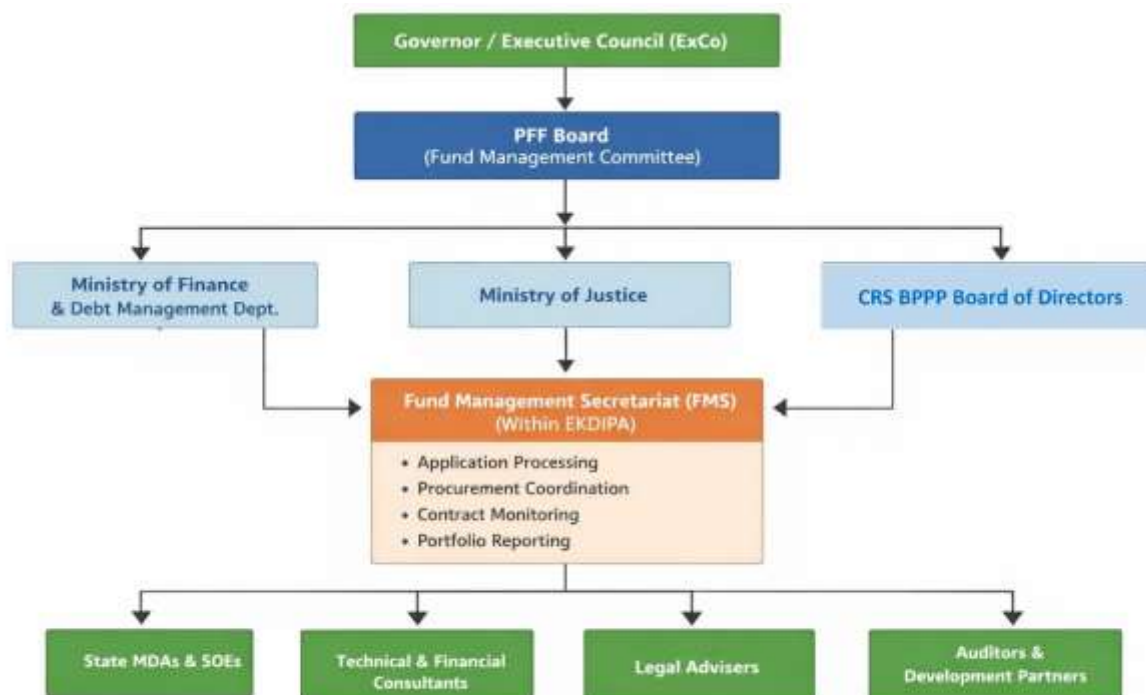 Governor / Executive Council (ExCo)
PFF Board
(Fund Management Committee)
Ministry of Finance
& Debt Management Dept.
Ministry of Justice
CRS BPPP Board of Directors
Fund Management Secretariat (FMS)
(Within EKDIPA)
• Application Processing
• Procurement Coordination
• Contract Monitoring
• Portfolio Reporting
State MDAs & SOEs
Technical & Financial
Consultants
Legal Advisers
Auditors &
Development Partners